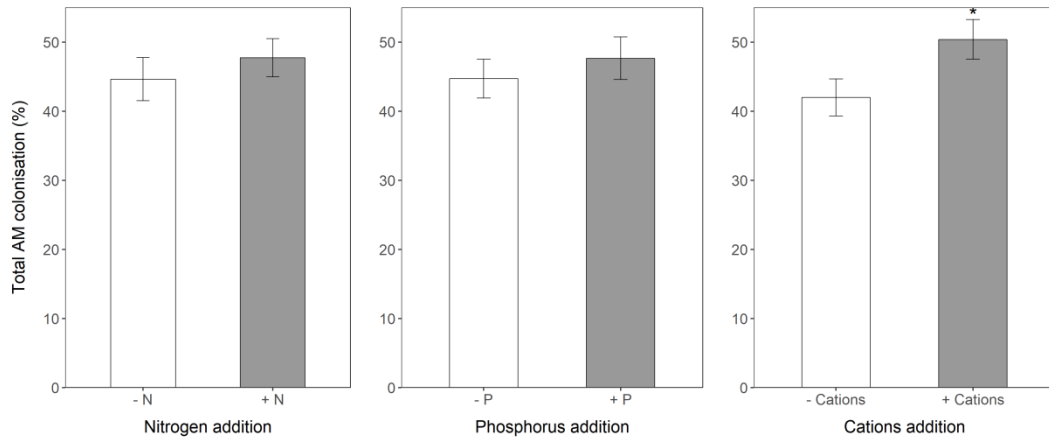 Total AM colonisation (%)
50
40
30
20
10
0
- N
+ N
Nitrogen addition
50
40
30
20
10
0
- P
+ P
Phosphorus addition
*
50
40
30
20
10
0
- Cations
+ Cations
Cations addition